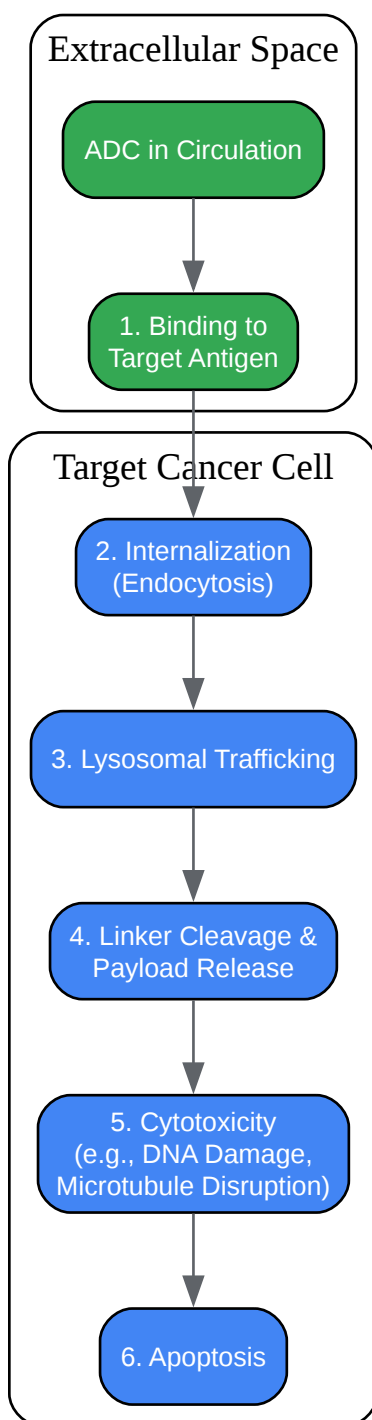 Extracellular Space
ADC in Circulation
1. Binding to
Target Antigen
Target Cancer Cell
2. Internalization
(Endocytosis)
3. Lysosomal Trafficking
4. Linker Cleavage &
Payload Release
5. Cytotoxicity
(e.g., DNA Damage,
Microtubule Disruption)
6. Apoptosis